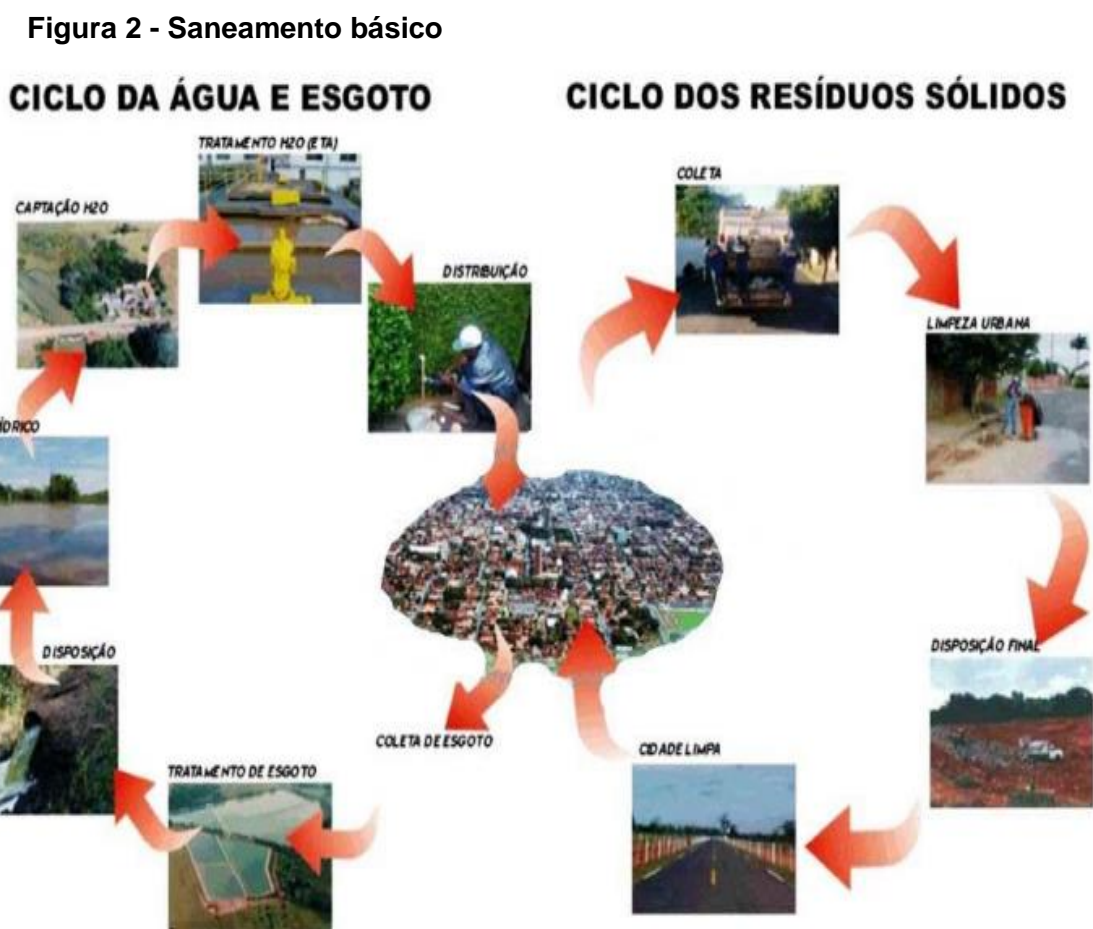 Figura 2 - Saneamento básico
CICLO DA ÁGUA E ESGOTO
TRATAMENTO H2O (ETA)
CAPTAÇÃO H2O
DISTRIBUIÇÃO
DISPOSIÇÃO
COLETA DE ESGOTO
TRATAMENTO DE ESGOTO
CICLO DOS RESÍDUOS SÓLIDOS
COLETA
LIMPEZA URBANA
DISPOSIÇÃO FINAL
CIDADE LIMPA